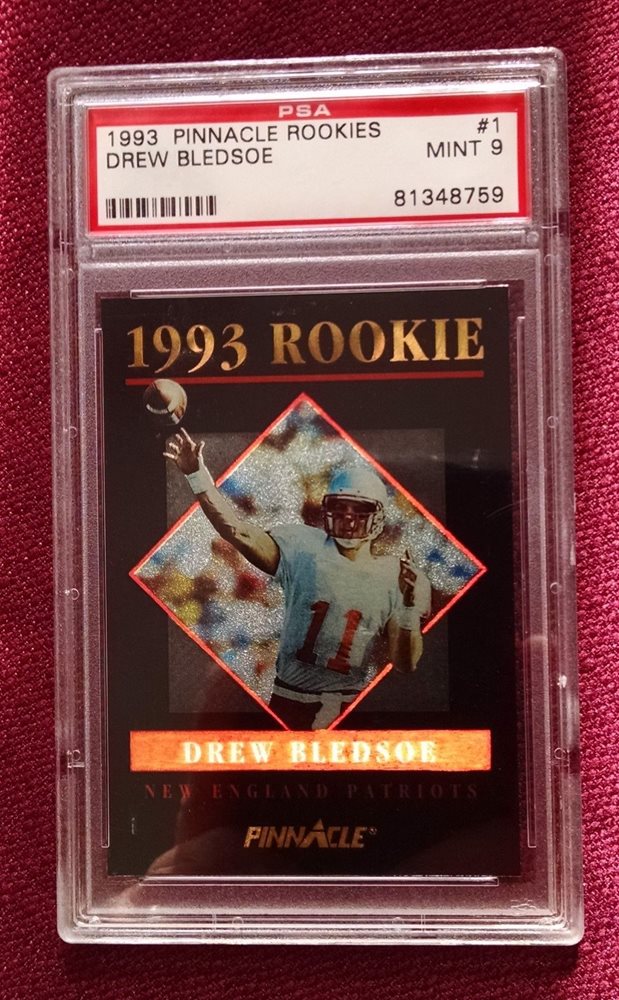 PSA
1993 PINNACLE ROOKIES #1
DREW BLEDSOE MINT 9
81348759
1993 ROOKIE
11
DREW BLEDSOE
NEW ENGLAND PATRIOTS
PINNACLE